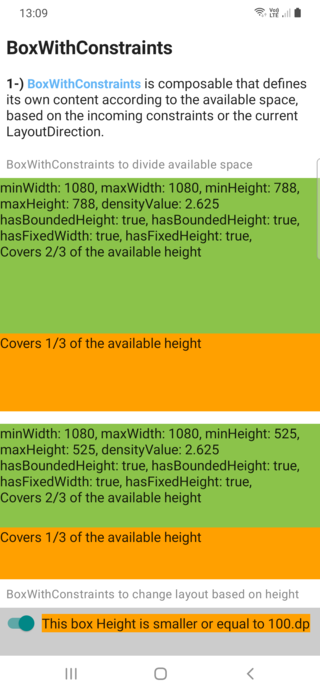 13:09
BoxWithConstraints
1-) BoxWithConstraints is composable that defines
its own content according to the available space,
based on the incoming constraints or the current
LayoutDirection.
BoxWithConstraints to divide available space
minWidth: 1080, maxWidth: 1080, minHeight: 788,
maxHeight: 788, densityValue: 2.625
hasBoundedHeight: true, hasBoundedHeight: true,
hasFixedWidth: true, hasFixedHeight: true,
Covers 2/3 of the available height
Covers 1/3 of the available height
minWidth: 1080, maxWidth: 1080, minHeight: 525,
maxHeight: 525, densityValue: 2.625
hasBoundedHeight: true, hasBoundedHeight: true,
hasFixedWidth: true, hasFixedHeight: true,
Covers 2/3 of the available height
Covers 1/3 of the available height
BoxWithConstraints to change layout based on height
This box Height is smaller or equal to 100.dp